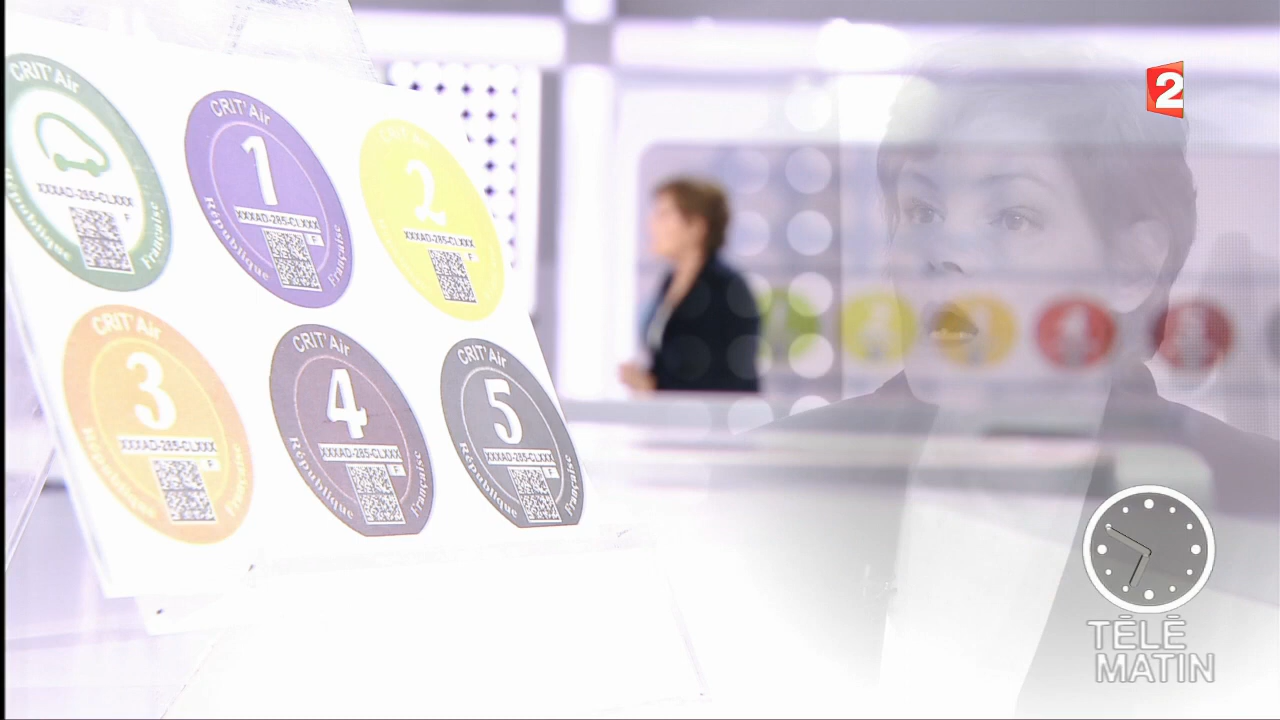 CRIT'Air
XXXAD-285-CLXXX
F
République
Française
CRIT'Air
1
XXXAD-285-CLXXX
F
République
Française
CRIT'Air
2
XXXAD-285-CLXXX
F
CRIT'Air
3
XXXAD-285-CLXXX
F
République
Française
CRIT'Air
4
XXXAD-285-CLXXX
F
République
Française
CRIT'Air
5
XXXAD-285-CLXXX
F
République
Française
2
TÉLÉ
MATIN